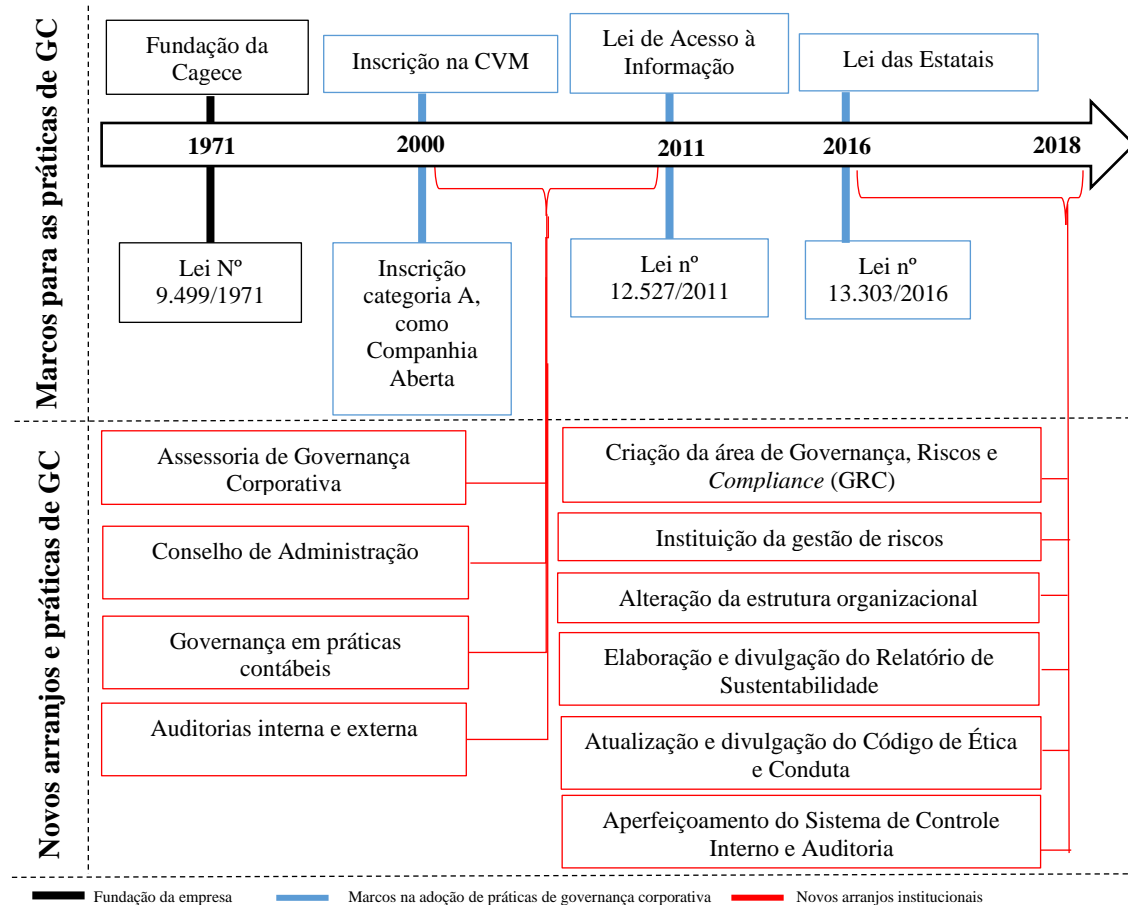 Marcos para as práticas de GC
Fundação da
Cagece
Inscrição na CVM
Lei de Acesso à
Informação
Lei das Estatais
1971
2000
2011
2016
2018
Lei Nº
9.499/1971
Inscrição
categoria A,
como
Companhia
Aberta
Lei nº
12.527/2011
Lei nº
13.303/2016
Novos arranjos e práticas de GC
Assessoria de Governança
Corporativa
Conselho de Administração
Governança em práticas
contábeis
Auditorias interna e externa
Criação da área de Governança, Riscos e
Compliance (GRC)
Instituição da gestão de riscos
Alteração da estrutura organizacional
Elaboração e divulgação do Relatório de
Sustentabilidade
Atualização e divulgação do Código de Ética
e Conduta
Aperfeiçoamento do Sistema de Controle
Interno e Auditoria
Fundação da empresa
Marcos na adoção de práticas de governança corporativa
Novos arranjos institucionais